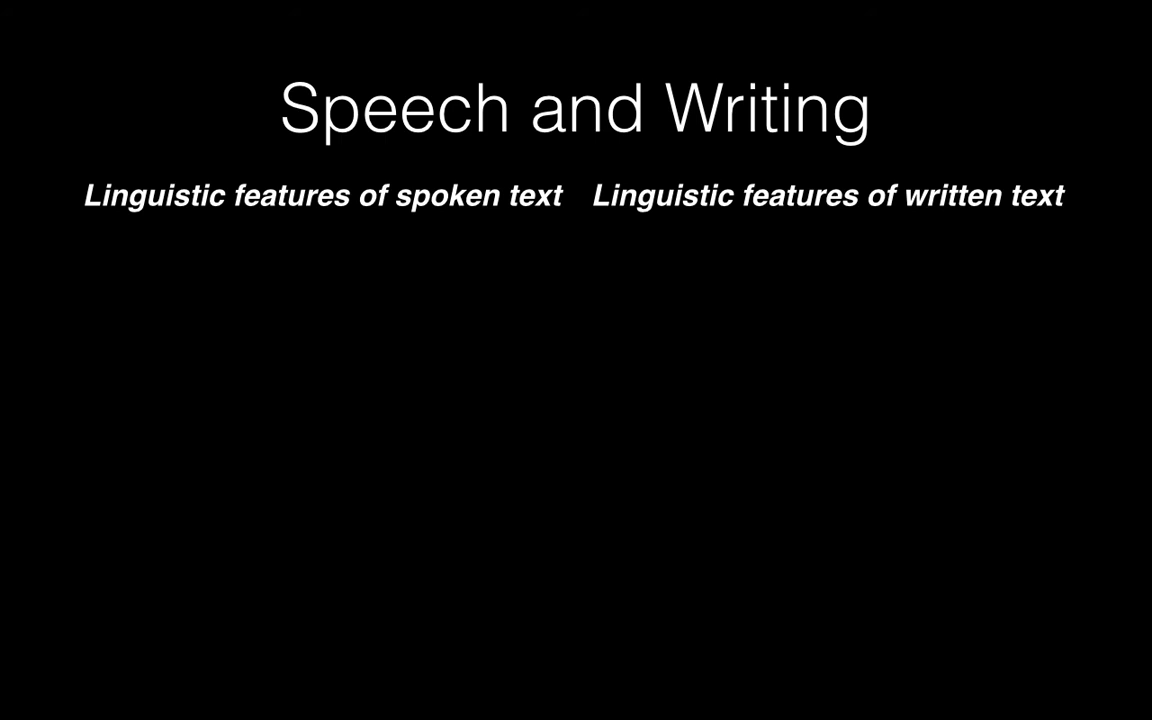 Speech and Writing
Linguistic features of spoken text Linguistic features of written text